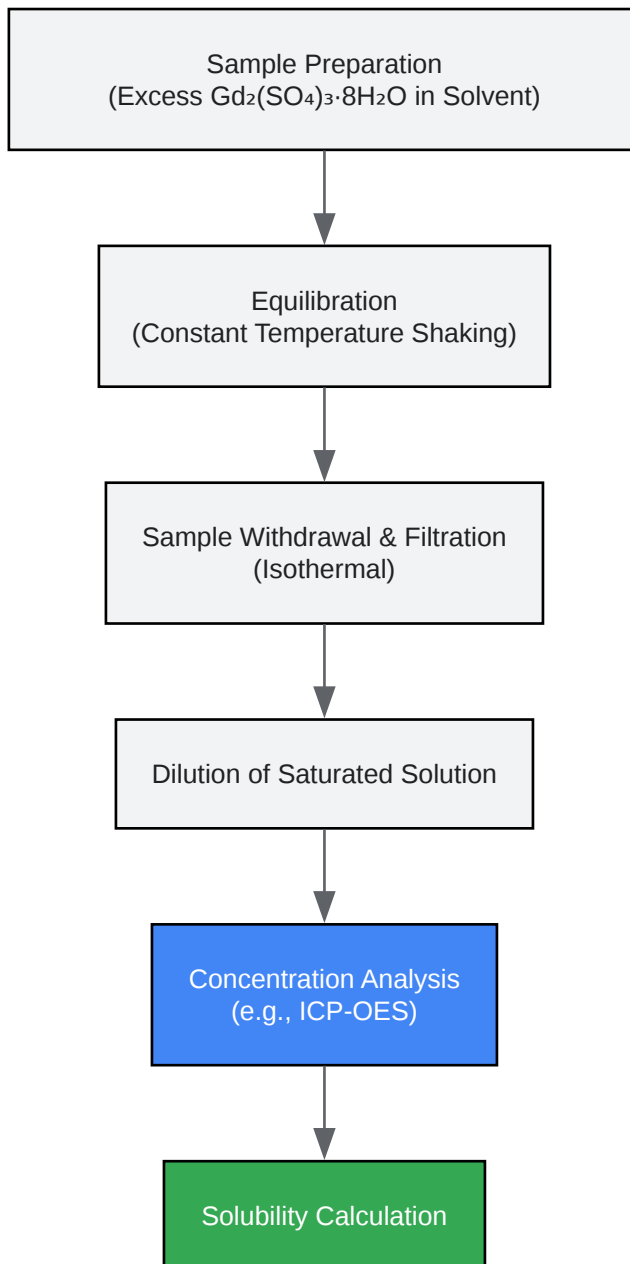 Sample Preparation
(Excess Gd₂(SO₄)₃·8H₂O in Solvent)
Equilibration
(Constant Temperature Shaking)
Sample Withdrawal & Filtration
(Isothermal)
Dilution of Saturated Solution
Concentration Analysis
(e.g., ICP-OES)
Solubility Calculation